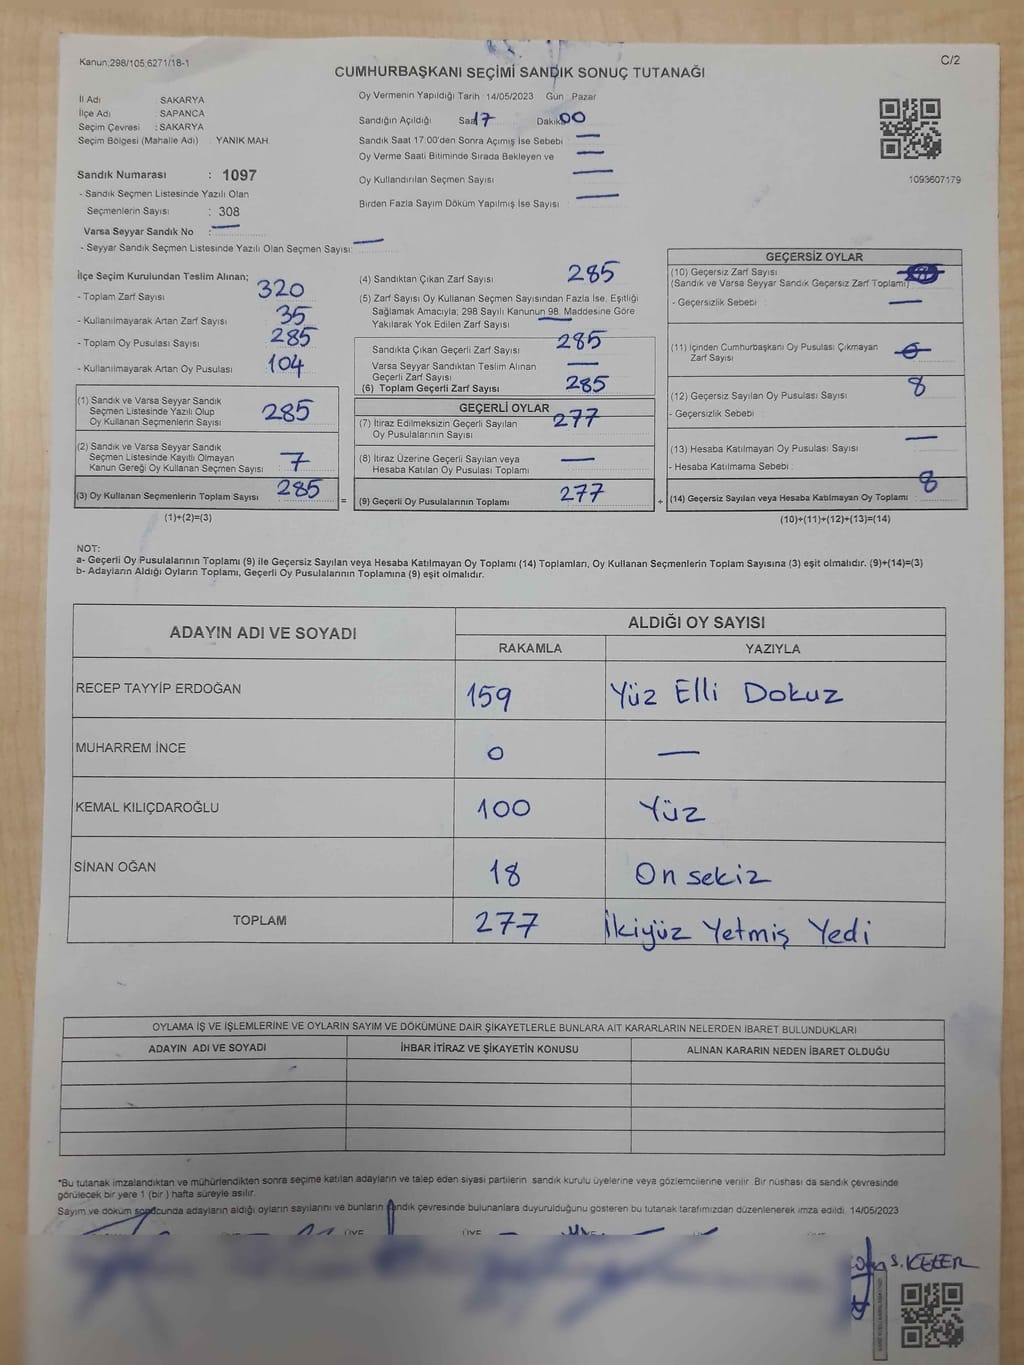 Kanun:298/105;6271/18-1
C/2
CUMHURBAŞKANI SEÇİMİ SANDIK SONUÇ TUTANAĞI
İl Adı : SAKARYA
İlçe Adı : SAPANCA
Seçim Çevresi : SAKARYA
Seçim Bölgesi (Mahalle Adı) : YANIK MAH.
Sandık Numarası : 1097
- Sandık Seçmen Listesinde Yazılı Olan
Seçmenlerin Sayısı : 308
Varsa Seyyar Sandık No : —
- Seyyar Sandık Seçmen Listesinde Yazılı Olan Seçmen Sayısı: —
Oy Vermenin Yapıldığı Tarih : 14/05/2023 Gün : Pazar
Sandığın Açıldığı Saat 17 Dakika 00
Sandık Saat 17:00'den Sonra Açımış İse Sebebi : —
Oy Verme Saati Bitiminde Sırada Bekleyen ve —
Oy Kullandırılan Seçmen Sayısı —
Birden Fazla Sayım Döküm Yapılmış İse Sayısı : —
1093607179
İlçe Seçim Kurulundan Teslim Alınan;
- Toplam Zarf Sayısı 320
- Kullanılmayarak Artan Zarf Sayısı : 35
- Toplam Oy Pusulası Sayısı : 285
- Kullanılmayarak Artan Oy Pusulası : 104
(1) Sandık ve Varsa Seyyar Sandık
Seçmen Listesinde Yazılı Olup
Oy Kullanan Seçmenlerin Sayısı : 285
(2) Sandık ve Varsa Seyyar Sandık
Seçmen Listesinde Kayıtlı Olmayan
Kanun Gereği Oy Kullanan Seçmen Sayısı : 7
(3) Oy Kullanan Seçmenlerin Toplam Sayısı : 285
(1)+(2)=(3)
=
(4) Sandıktan Çıkan Zarf Sayısı : 285
(5) Zarf Sayısı Oy Kullanan Seçmen Sayısından Fazla İse, Eşitliği
Sağlamak Amacıyla; 298 Sayılı Kanunun 98. Maddesine Göre
Yakılarak Yok Edilen Zarf Sayısı : —
Sandıkta Çıkan Geçerli Zarf Sayısı : 285
Varsa Seyyar Sandıktan Teslim Alınan
Geçerli Zarf Sayısı : —
(6) Toplam Geçerli Zarf Sayısı : 285
GEÇERLİ OYLAR
(7) İtiraz Edilmeksizin Geçerli Sayılan
Oy Pusulalarının Sayısı : 277
(8) İtiraz Üzerine Geçerli Sayılan veya
Hesaba Katılan Oy Pusulası Toplamı : —
(9) Geçerli Oy Pusulalarının Toplamı : 277
+
GEÇERSİZ OYLAR
(10) Geçersiz Zarf Sayısı
(Sandık ve Varsa Seyyar Sandık Geçersiz Zarf Toplamı)
- Geçersizlik Sebebi : —
(11) İçinden Cumhurbaşkanı Oy Pusulası Çıkmayan
Zarf Sayısı
(12) Geçersiz Sayılan Oy Pusulası Sayısı : 8
- Geçersizlik Sebebi :
(13) Hesaba Katılmayan Oy Pusulası Sayısı : —
- Hesaba Katılmama Sebebi :
(14) Geçersiz Sayılan veya Hesaba Katılmayan Oy Toplamı : 8
(10)+(11)+(12)+(13)=(14)
NOT:
a- Geçerli Oy Pusulalarının Toplamı (9) ile Geçersiz Sayılan veya Hesaba Katılmayan Oy Toplamı (14) Toplamları, Oy Kullanan Seçmenlerin Toplam Sayısına (3) eşit olmalıdır. (9)+(14)=(3)
b- Adayların Aldığı Oyların Toplamı, Geçerli Oy Pusulalarının Toplamına (9) eşit olmalıdır.
ADAYIN ADI VE SOYADI
ALDIĞI OY SAYISI
RAKAMLA YAZIYLA
RECEP TAYYİP ERDOĞAN 159 Yüz Elli Dokuz
MUHARREM İNCE 0 —
KEMAL KILIÇDAROĞLU 100 Yüz
SİNAN OĞAN 18 On sekiz
TOPLAM 277 İkiyüz Yetmiş Yedi
OYLAMA İŞ VE İŞLEMLERİNE VE OYLARIN SAYIM VE DÖKÜMÜNE DAİR ŞİKAYETLERLE BUNLARA AİT KARARLARIN NELERDEN İBARET BULUNDUKLARI
ADAYIN ADI VE SOYADI İHBAR İTİRAZ VE ŞİKAYETİN KONUSU ALINAN KARARIN NEDEN İBARET OLDUĞU
*Bu tutanak imzalandıktan ve mühürlendikten sonra seçime katılan adayların ve talep eden siyasi partilerin sandık kurulu üyelerine veya gözlemcilerine verilir. Bir nüshası da sandık çevresinde
görülecek bir yere 1 (bir) hafta süreyle asılır.
Sayım ve döküm sonucunda adayların aldığı oyların sayılarını ve bunların sandık çevresinde bulunanlara duyurulduğunu gösteren bu tutanak tarafımızdan düzenlenerek imza edildi. 14/05/2023
ÜYE ÜYE ÜYE ÜYE